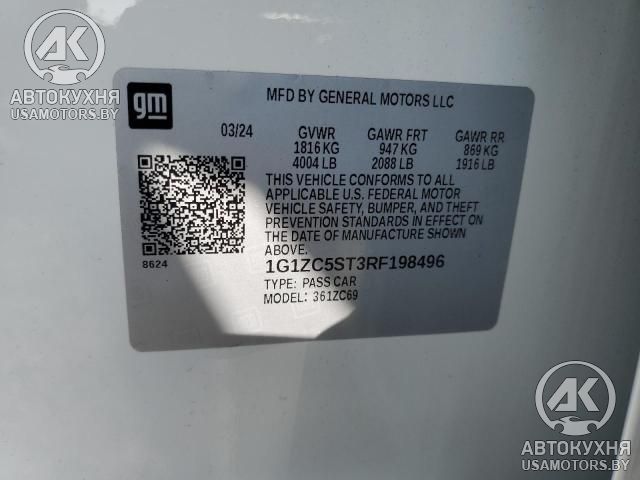 AK
АВТОКУХНЯ
USAMOTORS.BY
gm
MFD BY GENERAL MOTORS LLC
03/24 GVWR GAWR FRT GAWR RR
1816 KG 947 KG 869 KG
4004 LB 2088 LB 1916 LB
THIS VEHICLE CONFORMS TO ALL
APPLICABLE U.S. FEDERAL MOTOR
VEHICLE SAFETY, BUMPER, AND THEFT
PREVENTION STANDARDS IN EFFECT ON
THE DATE OF MANUFACTURE SHOWN
ABOVE.
8624
1G1ZC5ST3RF198496
TYPE: PASS CAR
MODEL: 361ZC69
AK
АВТОКУХНЯ
USAMOTORS.BY